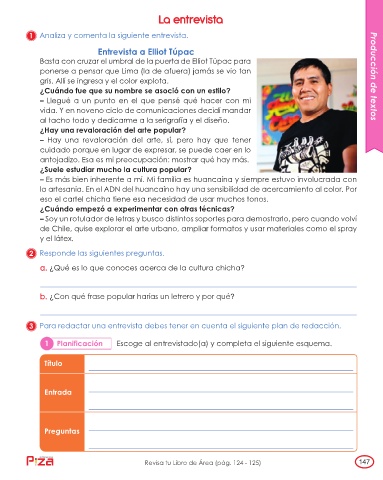 La entrevista
1 Analiza y comenta la siguiente entrevista.
Entrevista a Elliot Túpac
Basta con cruzar el umbral de la puerta de Elliot Túpac para
ponerse a pensar que Lima (la de afuera) jamás se vio tan
gris. Allí se ingresa y el color explota.
¿Cuándo fue que su nombre se asoció con un estilo?
– Llegué a un punto en el que pensé qué hacer con mi
vida. Y en noveno ciclo de comunicaciones decidí mandar
al tacho todo y dedicarme a la serigrafía y el diseño.
¿Hay una revaloración del arte popular?
– Hay una revaloración del arte, sí, pero hay que tener
cuidado porque en lugar de expresar, se puede caer en lo
antojadizo. Esa es mi preocupación: mostrar qué hay más.
¿Suele estudiar mucho la cultura popular?
– Es más bien inherente a mí. Mi familia es huancaína y siempre estuvo involucrada con
la artesanía. En el ADN del huancaíno hay una sensibilidad de acercamiento al color. Por
eso el cartel chicha tiene esa necesidad de usar muchos tonos.
¿Cuándo empezó a experimentar con otras técnicas?
– Soy un rotulador de letras y busco distintos soportes para demostrarlo, pero cuando volví
de Chile, quise explorar el arte urbano, ampliar formatos y usar materiales como el spray
y el látex.
2 Responde las siguientes preguntas.
a. ¿Qué es lo que conoces acerca de la cultura chicha?
b. ¿Con qué frase popular harías un letrero y por qué?
3 Para redactar una entrevista debes tener en cuenta el siguiente plan de redacción.
1 Planificación Escoge al entrevistado(a) y completa el siguiente esquema.
Título
Entrada
Preguntas
Revisa tu Libro de Área (pág. 124 - 125)
147
Producción de textos